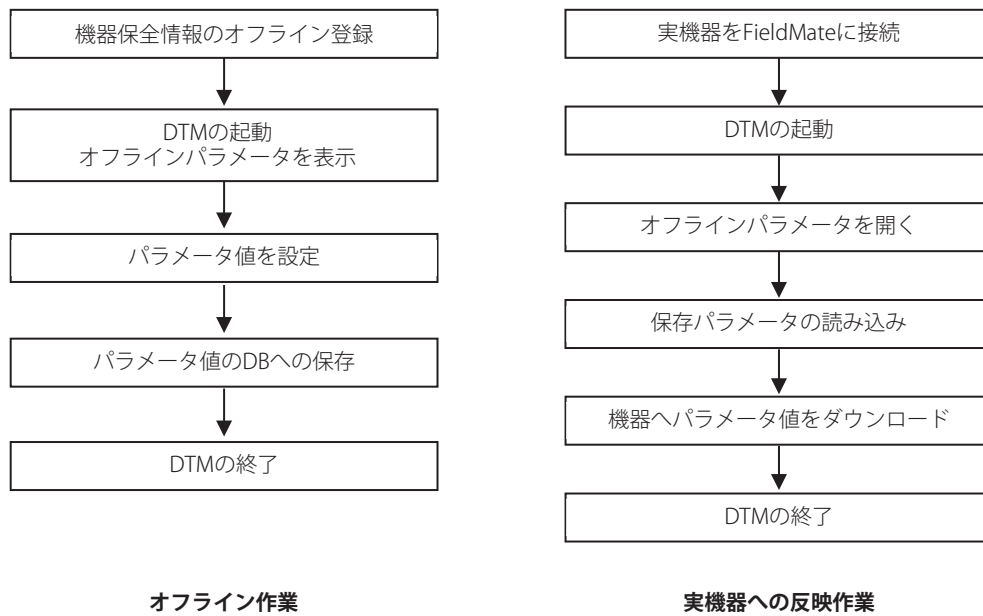 機器保全情報のオフライン登録
DTMの起動
オフラインパラメータを表示
パラメータ値を設定
パラメータ値のDBへの保存
DTMの終了
オフライン作業
実機器をFieldMateに接続
DTMの起動
オフラインパラメータを開く
保存パラメータの読み込み
機器へパラメータ値をダウンロード
DTMの終了
実機器への反映作業